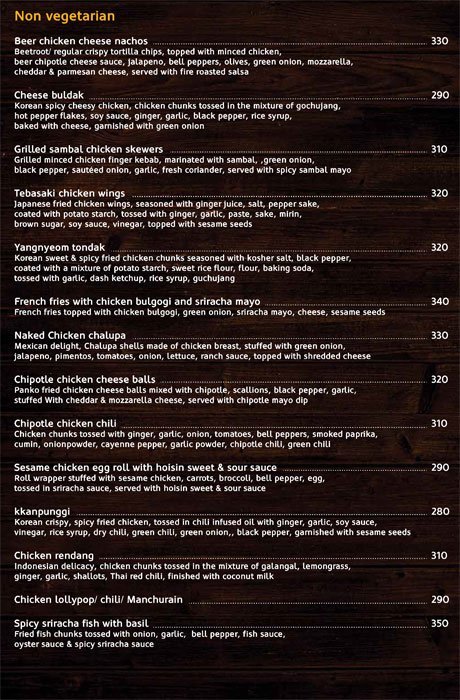 Non vegetarian
Beer chicken cheese nachos 330
Beetroot/ regular crispy tortilla chips, topped with minced chicken,
beer chipotle cheese sauce, jalapeno, bell peppers, olives, green onion, mozzarella,
cheddar & parmesan cheese, served with fire roasted salsa
Cheese buldak 290
Korean spicy cheesy chicken, chicken chunks tossed in the mixture of gochujang,
hot pepper flakes, soy sauce, ginger, garlic, black pepper, rice syrup,
baked with cheese, garnished with green onion
Grilled sambal chicken skewers 310
Grilled minced chicken finger kebab, marinated with sambal, ,green onion,
black pepper, sautéed onion, garlic, fresh coriander, served with spicy sambal mayo
Tebasaki chicken wings 320
Japanese fried chicken wings, seasoned with ginger juice, salt, pepper sake,
coated with potato starch, tossed with ginger, garlic, paste, sake, mirin,
brown sugar, soy sauce, vinegar, topped with sesame seeds
Yangnyeom tondak 320
Korean sweet & spicy fried chicken chunks seasoned with kosher salt, black pepper,
coated with a mixture of potato starch, sweet rice flour, flour, baking soda,
tossed with garlic, dash ketchup, rice syrup, guchujang
French fries with chicken bulgogi and sriracha mayo 340
French fries topped with chicken bulgogi, green onion, sriracha mayo, cheese, sesame seeds
Naked Chicken chalupa 330
Mexican delight, Chalupa shells made of chicken breast, stuffed with green onion,
jalapeno, pimentos, tomatoes, onion, lettuce, ranch sauce, topped with shredded cheese
Chipotle chicken cheese balls 320
Panko fried chicken cheese balls mixed with chipotle, scallions, black pepper, garlic,
stuffed With cheddar & mozzarella cheese, served with chipotle mayo dip
Chipotle chicken chili 310
Chicken chunks tossed with ginger, garlic, onion, tomatoes, bell peppers, smoked paprika,
cumin, onionpowder, cayenne pepper, garlic powder, chipotle chili, green chili
Sesame chicken egg roll with hoisin sweet & sour sauce 290
Roll wrapper stuffed with sesame chicken, carrots, broccoli, bell pepper, egg,
tossed in sriracha sauce, served with hoisin sweet & sour sauce
kkanpunggi 280
Korean crispy, spicy fried chicken, tossed in chili infused oil with ginger, garlic, soy sauce,
vinegar, rice syrup, dry chili, green chili, green onion,, black pepper, garnished with sesame seeds
Chicken rendang 310
Indonesian delicacy, chicken chunks tossed in the mixture of galangal, lemongrass,
ginger, garlic, shallots, Thai red chili, finished with coconut milk
Chicken lollypop/ chili/ Manchurain 290
Spicy sriracha fish with basil 350
Fried fish chunks tossed with onion, garlic, bell pepper, fish sauce,
oyster sauce & spicy sriracha sauce